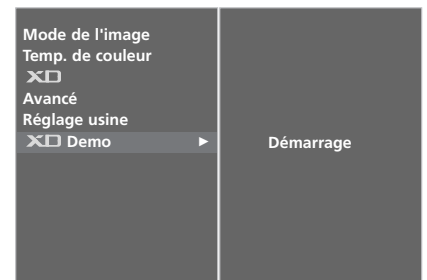 Mode de l'image
Temp. de couleur
XD
Avancé
Réglage usine
XD Demo ►
Démarrage